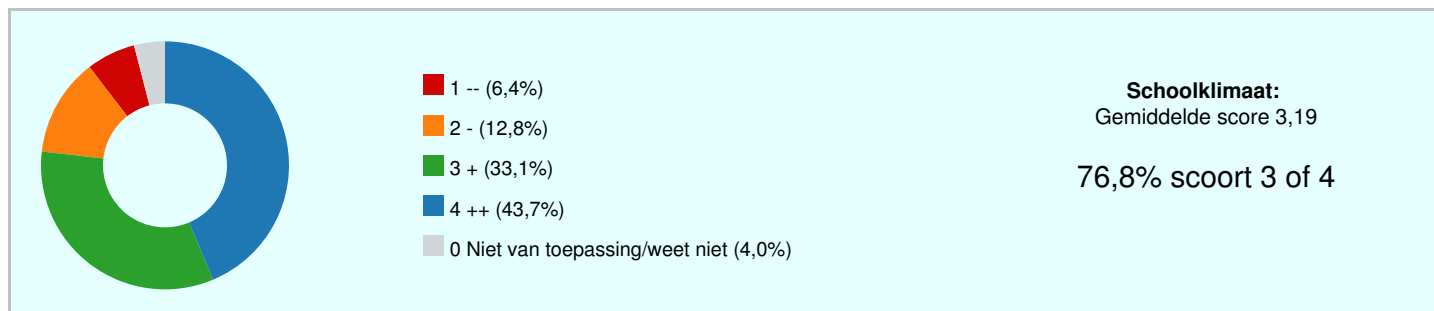 1 -- (6,4%)
2 - (12,8%)
3 + (33,1%)
4 ++ (43,7%)
0 Niet van toepassing/weet niet (4,0%)
Schoolklimaat:
Gemiddelde score 3,19
76,8% scoort 3 of 4